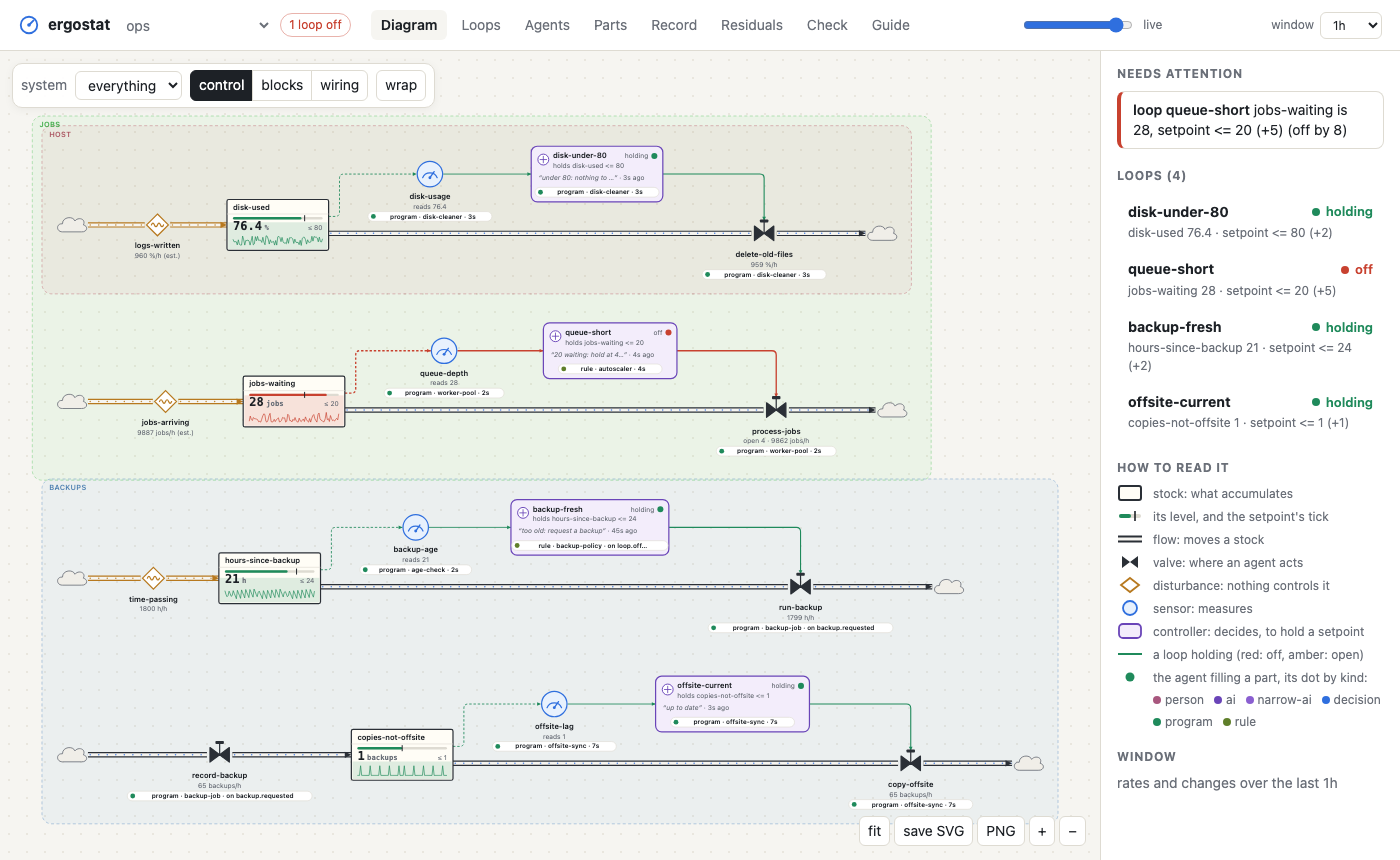 ergostat
ops
1 loop off
Diagram
Loops
Agents
Parts
Record
Residuals
Check
Guide
live
window
1h
system
everything
control
blocks
wiring
wrap
JOBS
HOST
disk-under-80
holding
holds disk-used <= 80
"under 80: nothing to ..." · 3s ago
program · disk-cleaner · 3s
disk-usage
reads 76.4
program · disk-cleaner · 3s
disk-used
76.4 %
≤ 80
logs-written
960 %/h (est.)
delete-old-files
959 %/h
program · disk-cleaner · 3s
queue-short
off
holds jobs-waiting <= 20
"20 waiting: hold at 4..." · 4s ago
rule · autoscaler · 4s
queue-depth
reads 28
program · worker-pool · 2s
jobs-waiting
28 jobs
≤ 20
jobs-arriving
9887 jobs/h (est.)
process-jobs
open 4 · 9862 jobs/h
program · worker-pool · 2s
BACKUPS
backup-fresh
holding
holds hours-since-backup <= 24
"too old: request a backup" · 45s ago
rule · backup-policy · on loop.off...
backup-age
reads 21
program · age-check · 2s
hours-since-backup
21 h
≤ 24
time-passing
1800 h/h
run-backup
1799 h/h
program · backup-job · on backup.requested
offsite-current
holding
holds copies-not-offsite <= 1
"up to date" · 3s ago
program · offsite-sync · 7s
offsite-lag
reads 1
program · offsite-sync · 7s
copies-not-offsite
1 backups
≤ 1
record-backup
65 backups/h
program · backup-job · on backup.requested
copy-offsite
65 backups/h
program · offsite-sync · 7s
fit
save SVG
PNG
+
−
NEEDS ATTENTION
loop queue-short jobs-waiting is
28, setpoint <= 20 (+5) (off by 8)
LOOPS (4)
disk-under-80
holding
disk-used 76.4 · setpoint <= 80 (+2)
queue-short
off
jobs-waiting 28 · setpoint <= 20 (+5)
backup-fresh
holding
hours-since-backup 21 · setpoint <= 24
(+2)
offsite-current
holding
copies-not-offsite 1 · setpoint <= 1 (+1)
HOW TO READ IT
stock: what accumulates
its level, and the setpoint's tick
flow: moves a stock
valve: where an agent acts
disturbance: nothing controls it
sensor: measures
controller: decides, to hold a setpoint
a loop holding (red: off, amber: open)
the agent filling a part, its dot by kind:
person ai narrow-ai decision
program rule
WINDOW
rates and changes over the last 1h